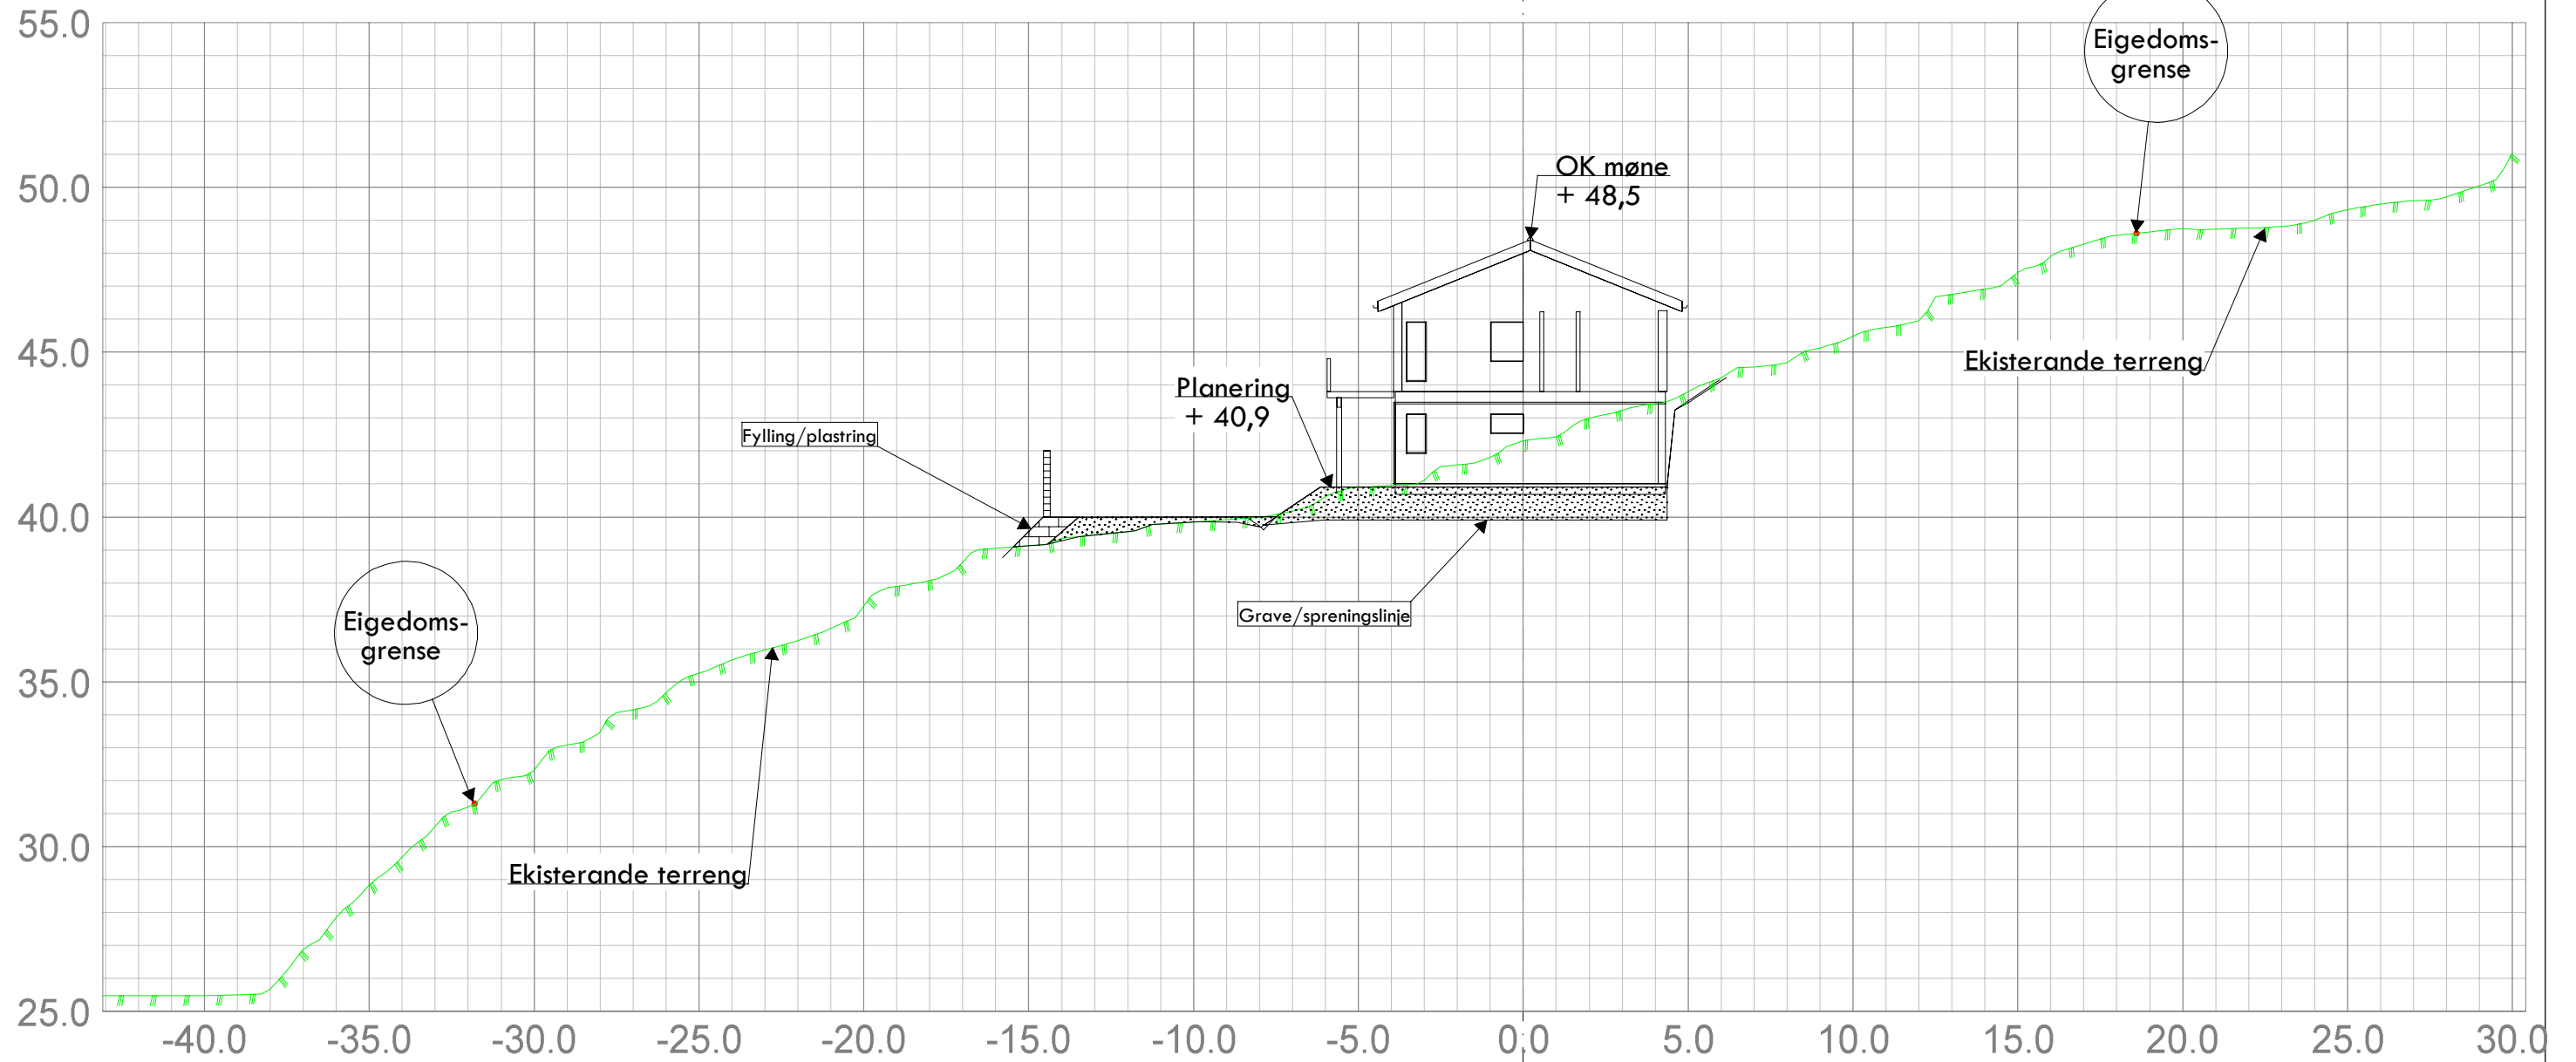 55.0
Eigedoms-
grense
OK møne
+ 48,5
50.0
45.0
Ekisterande terreng
Planering
+ 40,9
Fylling/plastring
40.0
Grave/spreningslinje
Eigedoms-
grense
35.0
Ekisterande terreng
30.0
25.0
-40.0 -35.0 -30.0 -25.0 -20.0 -15.0 -10.0 -5.0 0.0 5.0 10.0 15.0 20.0 25.0 30.0